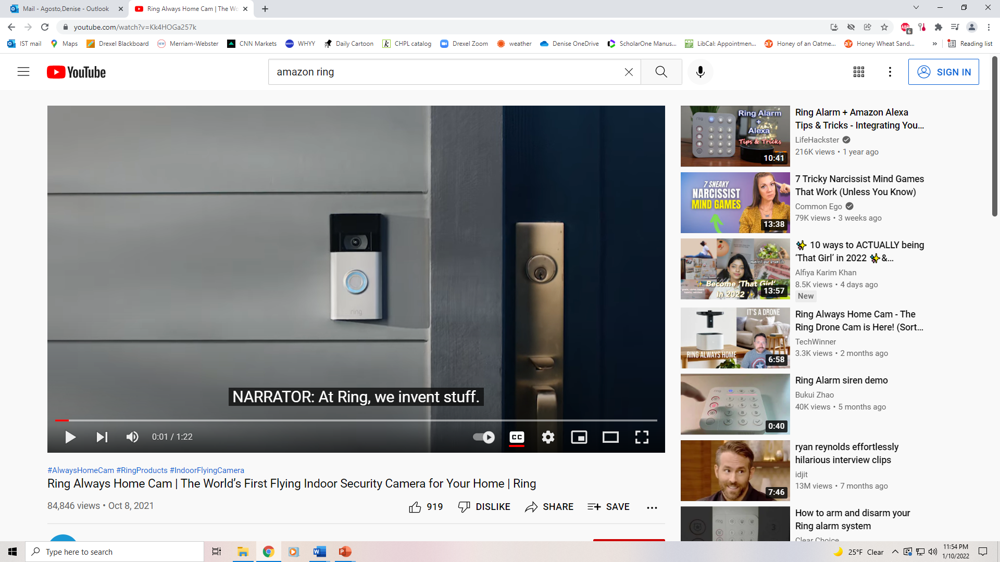 Mail - Agosto,Denise - Outlook
Ring Always Home Cam | The Wo
youtube.com/watch?v=Kk4HOGa257k
ABP
6
IST mail
Maps
Drexel Blackboard
Merriam-Webster
CNN Markets
WHYY
Daily Cartoon
CHPL catalog
Drexel Zoom
weather
Denise OneDrive
ScholarOne Manus...
LibCal: Appointmen...
Honey of an Oatme...
Honey Wheat Sand...
»
Reading list
YouTube
amazon ring
SIGN IN
ring
NARRATOR: At Ring, we invent stuff.
0:01 / 1:22
CC
#AlwaysHomeCam #RingProducts #IndoorFlyingCamera
Ring Always Home Cam | The World’s First Flying Indoor Security Camera for Your Home | Ring
84,846 views • Oct 8, 2021
919
DISLIKE
SHARE
SAVE
Ring Alarm
+
Alexa
Tips & Tricks
10:41
Ring Alarm + Amazon Alexa
Tips & Tricks - Integrating You...
LifeHackster
216K views • 1 year ago
7 SNEAKY
NARCISSIST
MIND GAMES
13:38
7 Tricky Narcissist Mind Games
That Work (Unless You Know)
Common Ego
79K views • 3 weeks ago
manifest your dream life
Become ‘That Girl’
In 2022
13:57
✨ 10 ways to ACTUALLY being
‘That Girl’ in 2022 ✨&...
Alfiya Karim Khan
8.5K views • 4 days ago
New
IT'S A DRONE
RING ALWAYS HOME
6:58
Ring Always Home Cam - The
Ring Drone Cam is Here! (Sort...
TechWinner
3.3K views • 2 months ago
0:40
Ring Alarm siren demo
Bukui Zhao
40K views • 5 months ago
7:46
ryan reynolds effortlessly
hilarious interview clips
idjit
13M views • 7 months ago
How to arm and disarm your
Ring alarm system
Clear Choice
Type here to search
25°F Clear
11:54 PM
1/10/2022